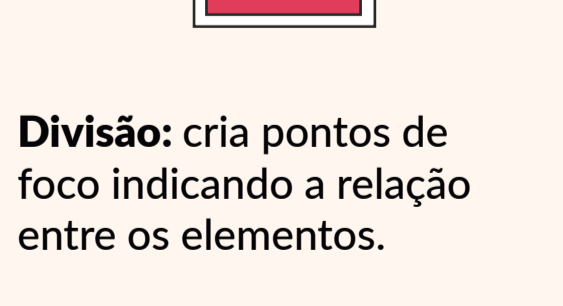 Divisão: cria pontos de
foco indicando a relação
entre os elementos.